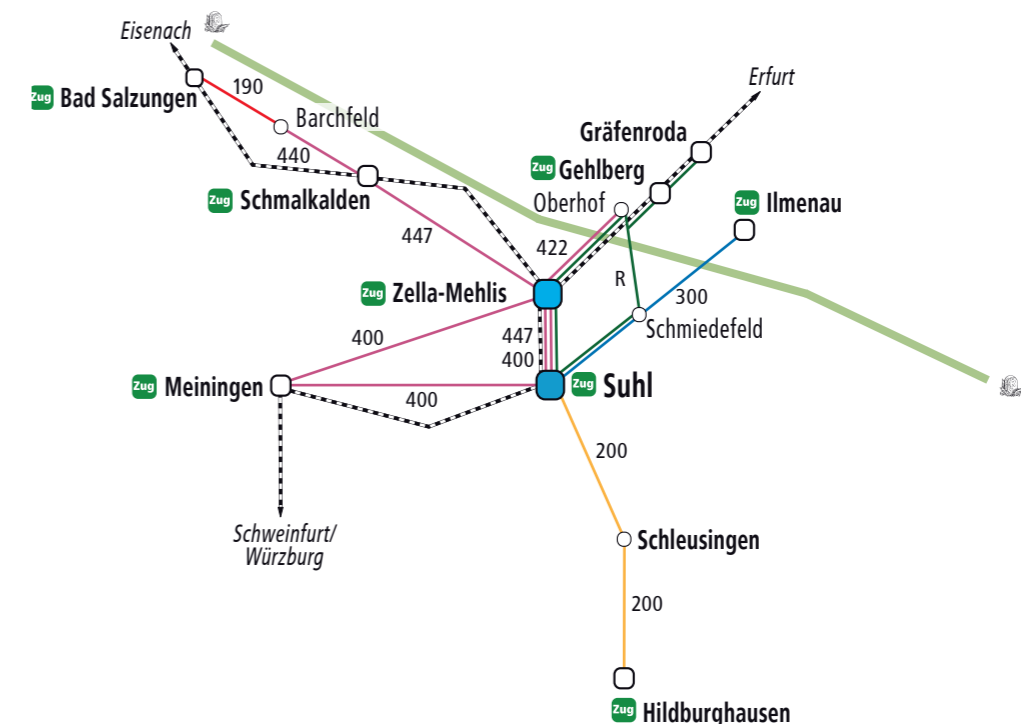 Eisenach
Zug Bad Salzungen
190
Barchfeld
440
Zug Schmalkalden
447
Erfurt
Gräfenroda
Zug Gehlberg
Oberhof
Zug Ilmenau
422
R
300
Schmiedefeld
Zug Zella-Mehlis
400
447
400
Zug Meiningen
400
Zug Suhl
200
Schweinfurt/
Würzburg
Schleusingen
200
Zug Hildburghausen